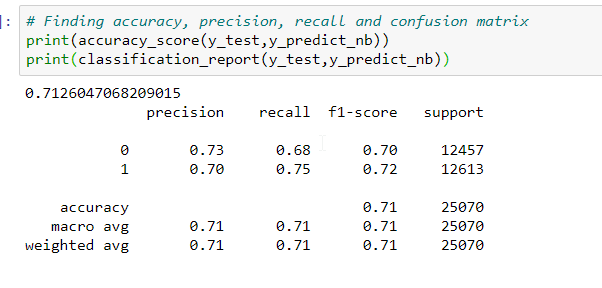 ]: # Finding accuracy, precision, recall and confusion matrix
print(accuracy_score(y_test,y_predict_nb))
print(classification_report(y_test,y_predict_nb))
0.7126047068209015
precision recall f1-score support
0 0.73 0.68 0.70 12457
1 0.70 0.75 0.72 12613
accuracy 0.71 25070
macro avg 0.71 0.71 0.71 25070
weighted avg 0.71 0.71 0.71 25070